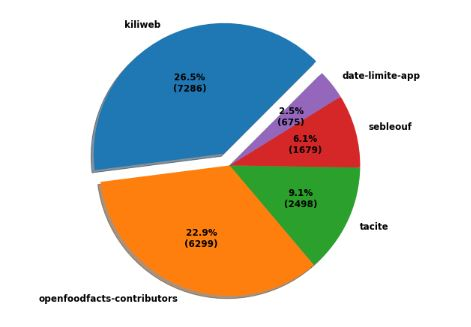 kiliweb
26.5%
(7286)
date-limite-app
2.5%
(675)
sebleouf
6.1%
(1679)
9.1%
(2498)
tacite
22.9%
(6299)
openfoodfacts-contributors